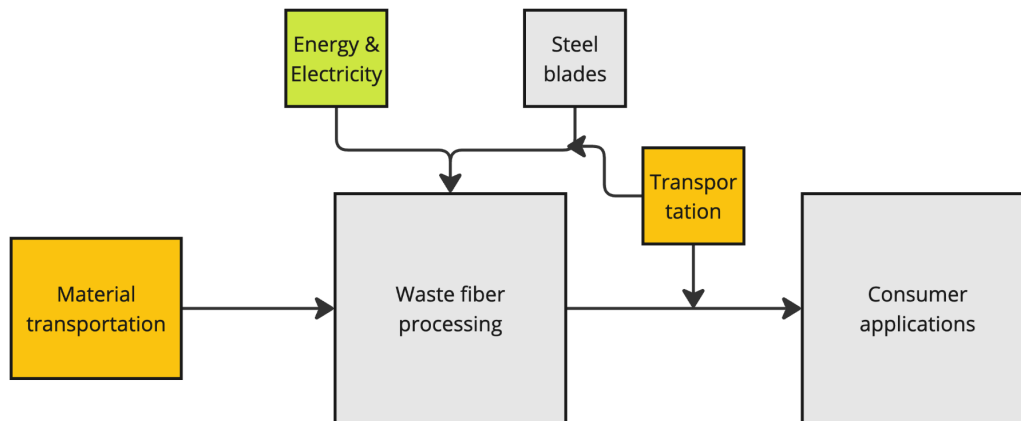 Energy &
Electricity
Steel
blades
Transpor
tation
Material
transportation
Waste fiber
processing
Consumer
applications